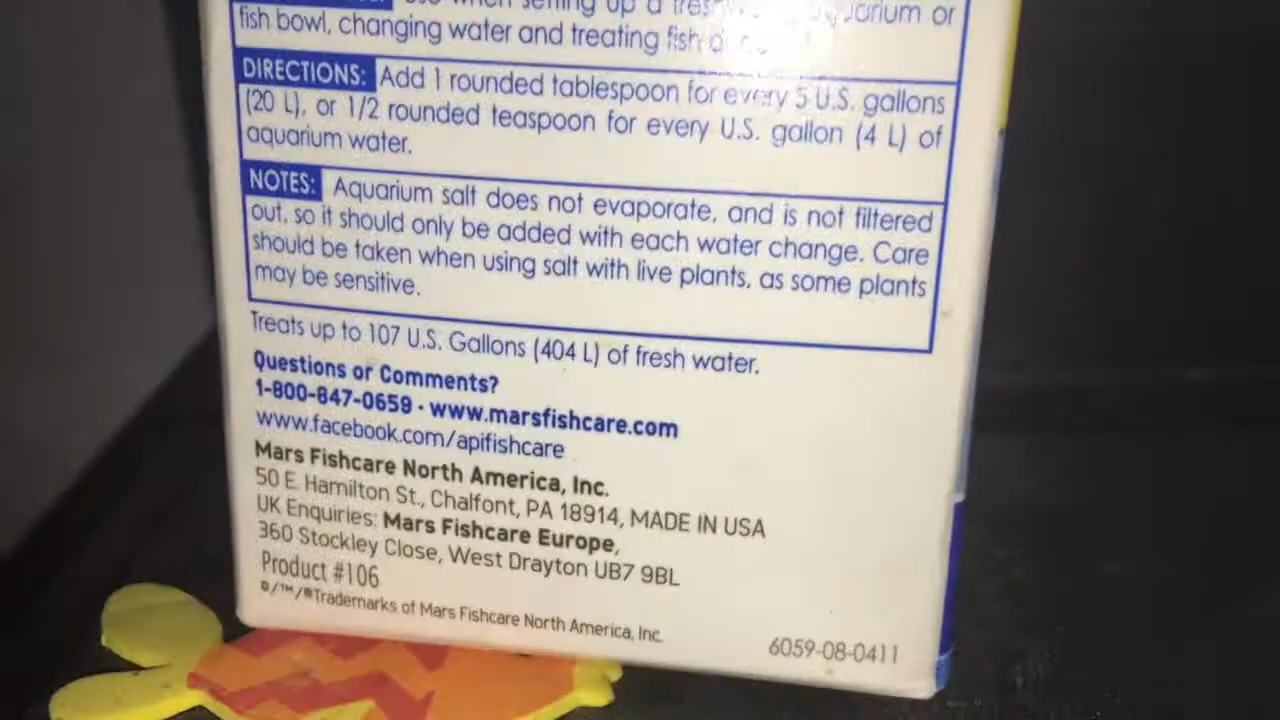 when setting up a
fish bowl, changing water and treating fish
DIRECTIONS: Add 1 rounded tablespoon for every 5 U.S. gallons
(20 L), or 1/2 rounded teaspoon for every U.S. gallon (4 L) of
aquarium water.
NOTES: Aquarium salt does not evaporate, and is not filtered
out, so it should only be added with each water change. Care
should be taken when using salt with live plants, as some plants
may be sensitive.
Treats up to 107 U.S. Gallons (404 L) of fresh water.
Questions or Comments?
1-800-847-0659 · www.marsfishcare.com
www.facebook.com/apifishcare
Mars Fishcare North America, Inc.
50 E. Hamilton St., Chalfont, PA 18914, MADE IN USA
UK Enquiries: Mars Fishcare Europe,
360 Stockley Close, West Drayton UB7 9BL
Product #106
©/™/®Trademarks of Mars Fishcare North America, Inc.
6059-08-0411